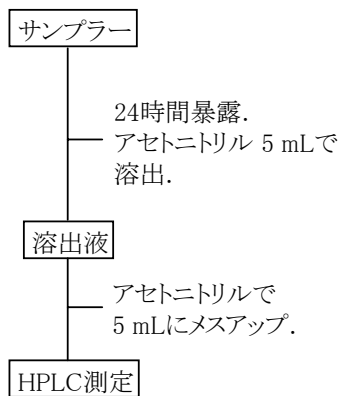 サンプラー
24時間暴露．
アセトニトリル 5 mLで
溶出．
溶出液
アセトニトリルで
5 mLにメスアップ．
HPLC測定